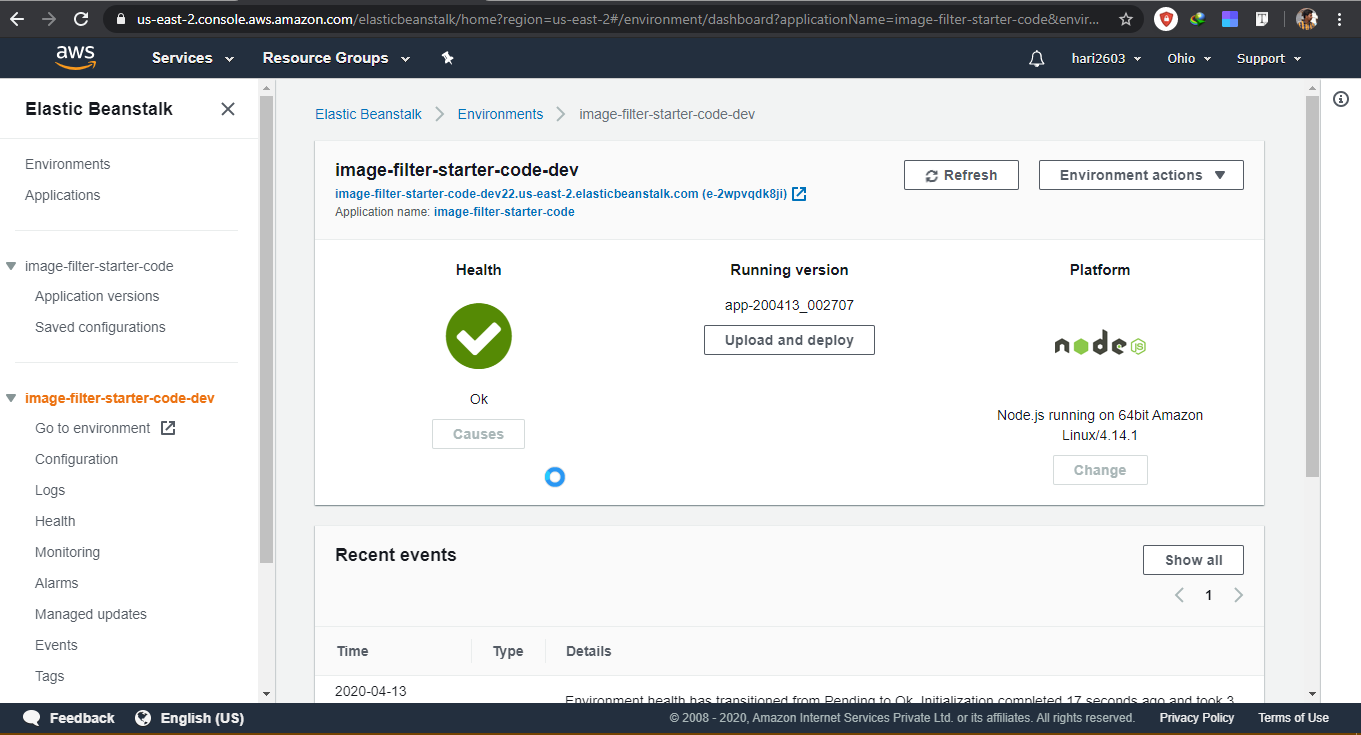 us-east-2.console.aws.amazon.com/elasticbeanstalk/home?region=us-east-2#/environment/dashboard?applicationName=image-filter-starter-code&envir...
aws
Services
Resource Groups
hari2603
Ohio
Support
Elastic Beanstalk
Environments
Applications
image-filter-starter-code
Application versions
Saved configurations
image-filter-starter-code-dev
Go to environment
Configuration
Logs
Health
Monitoring
Alarms
Managed updates
Events
Tags
Elastic Beanstalk
Environments
image-filter-starter-code-dev
image-filter-starter-code-dev
image-filter-starter-code-dev22.us-east-2.elasticbeanstalk.com (e-2wpvqdk8ji)
Application name: image-filter-starter-code
Refresh
Environment actions
Health
Ok
Causes
Running version
app-200413_002707
Upload and deploy
Platform
node JS
Node.js running on 64bit Amazon
Linux/4.14.1
Change
Recent events
Show all
1
Time Type Details
2020-04-13
Environment health has transitioned from Pending to Ok. Initialization completed 17 seconds ago and took 3
Feedback
English (US)
© 2008 - 2020, Amazon Internet Services Private Ltd. or its affiliates. All rights reserved.
Privacy Policy
Terms of Use